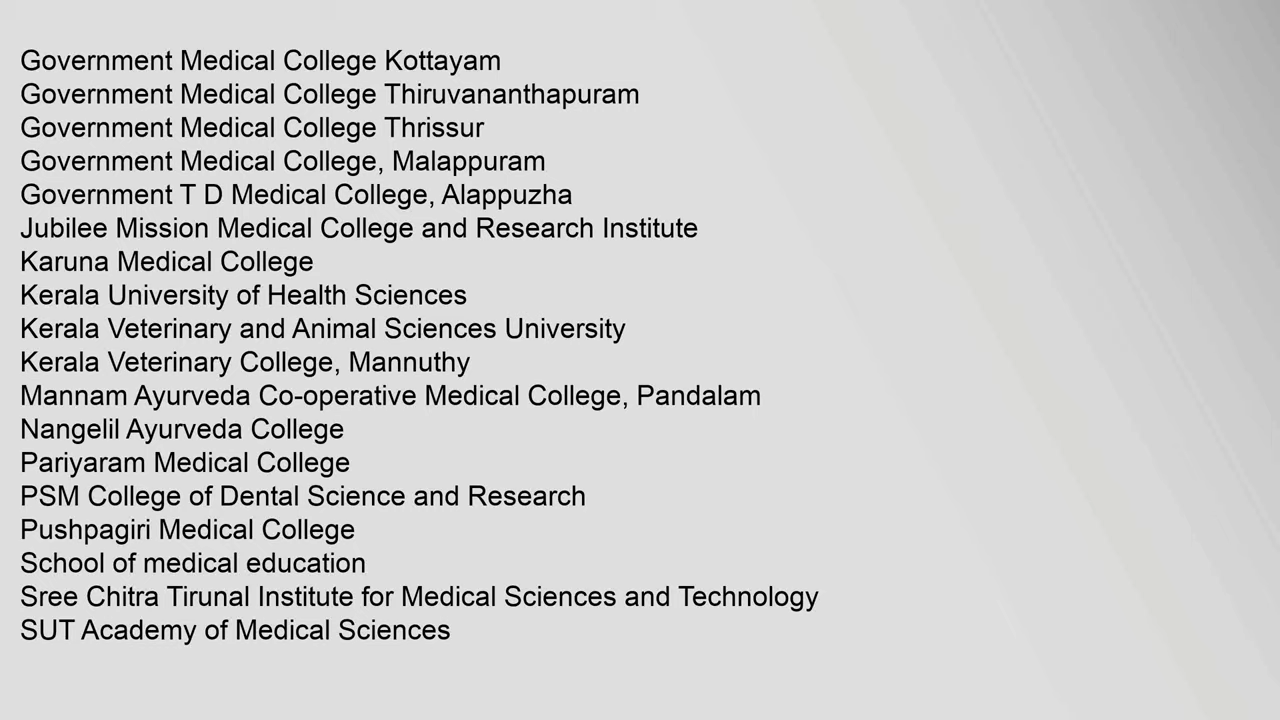 Government Medical College Kottayam
Government Medical College Thiruvananthapuram
Government Medical College Thrissur
Government Medical College, Malappuram
Government T D Medical College, Alappuzha
Jubilee Mission Medical College and Research Institute
Karuna Medical College
Kerala University of Health Sciences
Kerala Veterinary and Animal Sciences University
Kerala Veterinary College, Mannuthy
Mannam Ayurveda Co-operative Medical College, Pandalam
Nangelil Ayurveda College
Pariyaram Medical College
PSM College of Dental Science and Research
Pushpagiri Medical College
School of medical education
Sree Chitra Tirunal Institute for Medical Sciences and Technology
SUT Academy of Medical Sciences